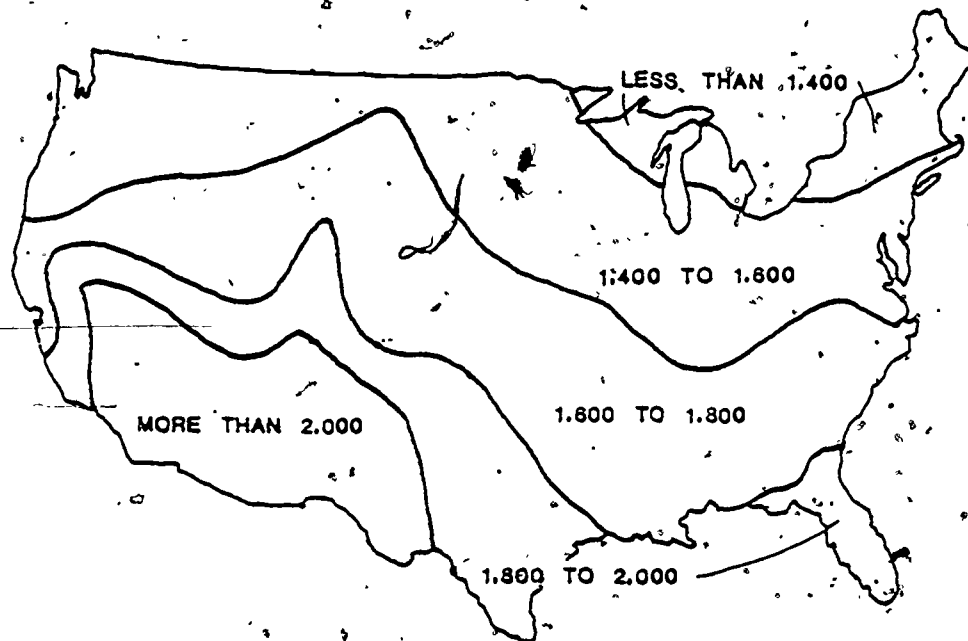 LESS THAN 1.400
1.400 TO 1.600
1.600 TO 1.800
MORE THAN 2.000
1.800 TO 2.000